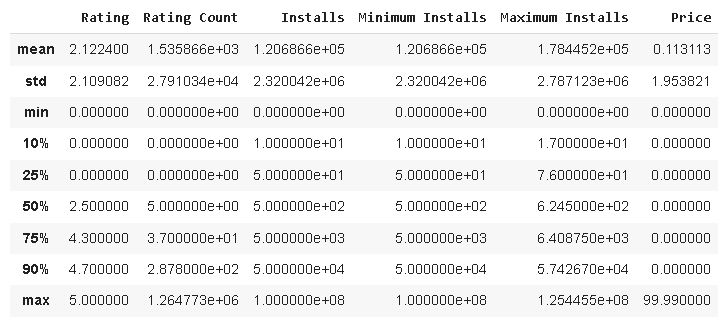 Rating Rating Count Installs Minimum Installs Maximum Installs Price
mean 2.122400 1.535866e+03 1.206866e+05 1.206866e+05 1.784452e+05 0.113113
std 2.109082 2.791034e+04 2.320042e+06 2.320042e+06 2.787123e+06 1.953821
min 0.000000 0.000000e+00 0.000000e+00 0.000000e+00 0.000000e+00 0.000000
10% 0.000000 0.000000e+00 1.000000e+01 1.000000e+01 1.700000e+01 0.000000
25% 0.000000 0.000000e+00 5.000000e+01 5.000000e+01 7.600000e+01 0.000000
50% 2.500000 5.000000e+00 5.000000e+02 5.000000e+02 6.245000e+02 0.000000
75% 4.300000 3.700000e+01 5.000000e+03 5.000000e+03 6.408750e+03 0.000000
90% 4.700000 2.878000e+02 5.000000e+04 5.000000e+04 5.742670e+04 0.000000
max 5.000000 1.264773e+06 1.000000e+08 1.000000e+08 1.254455e+08 99.990000